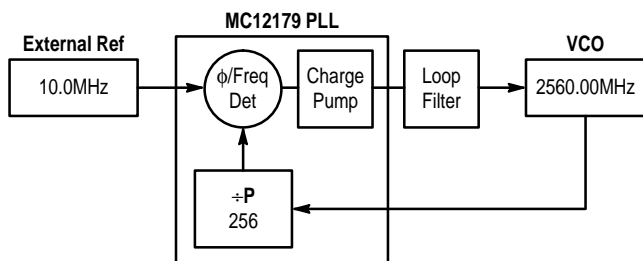 MC12179 PLL
External Ref
10.0MHz
ϕ/Freq
Det
Charge
Pump
Loop
Filter
VCO
2560.00MHz
÷P
256